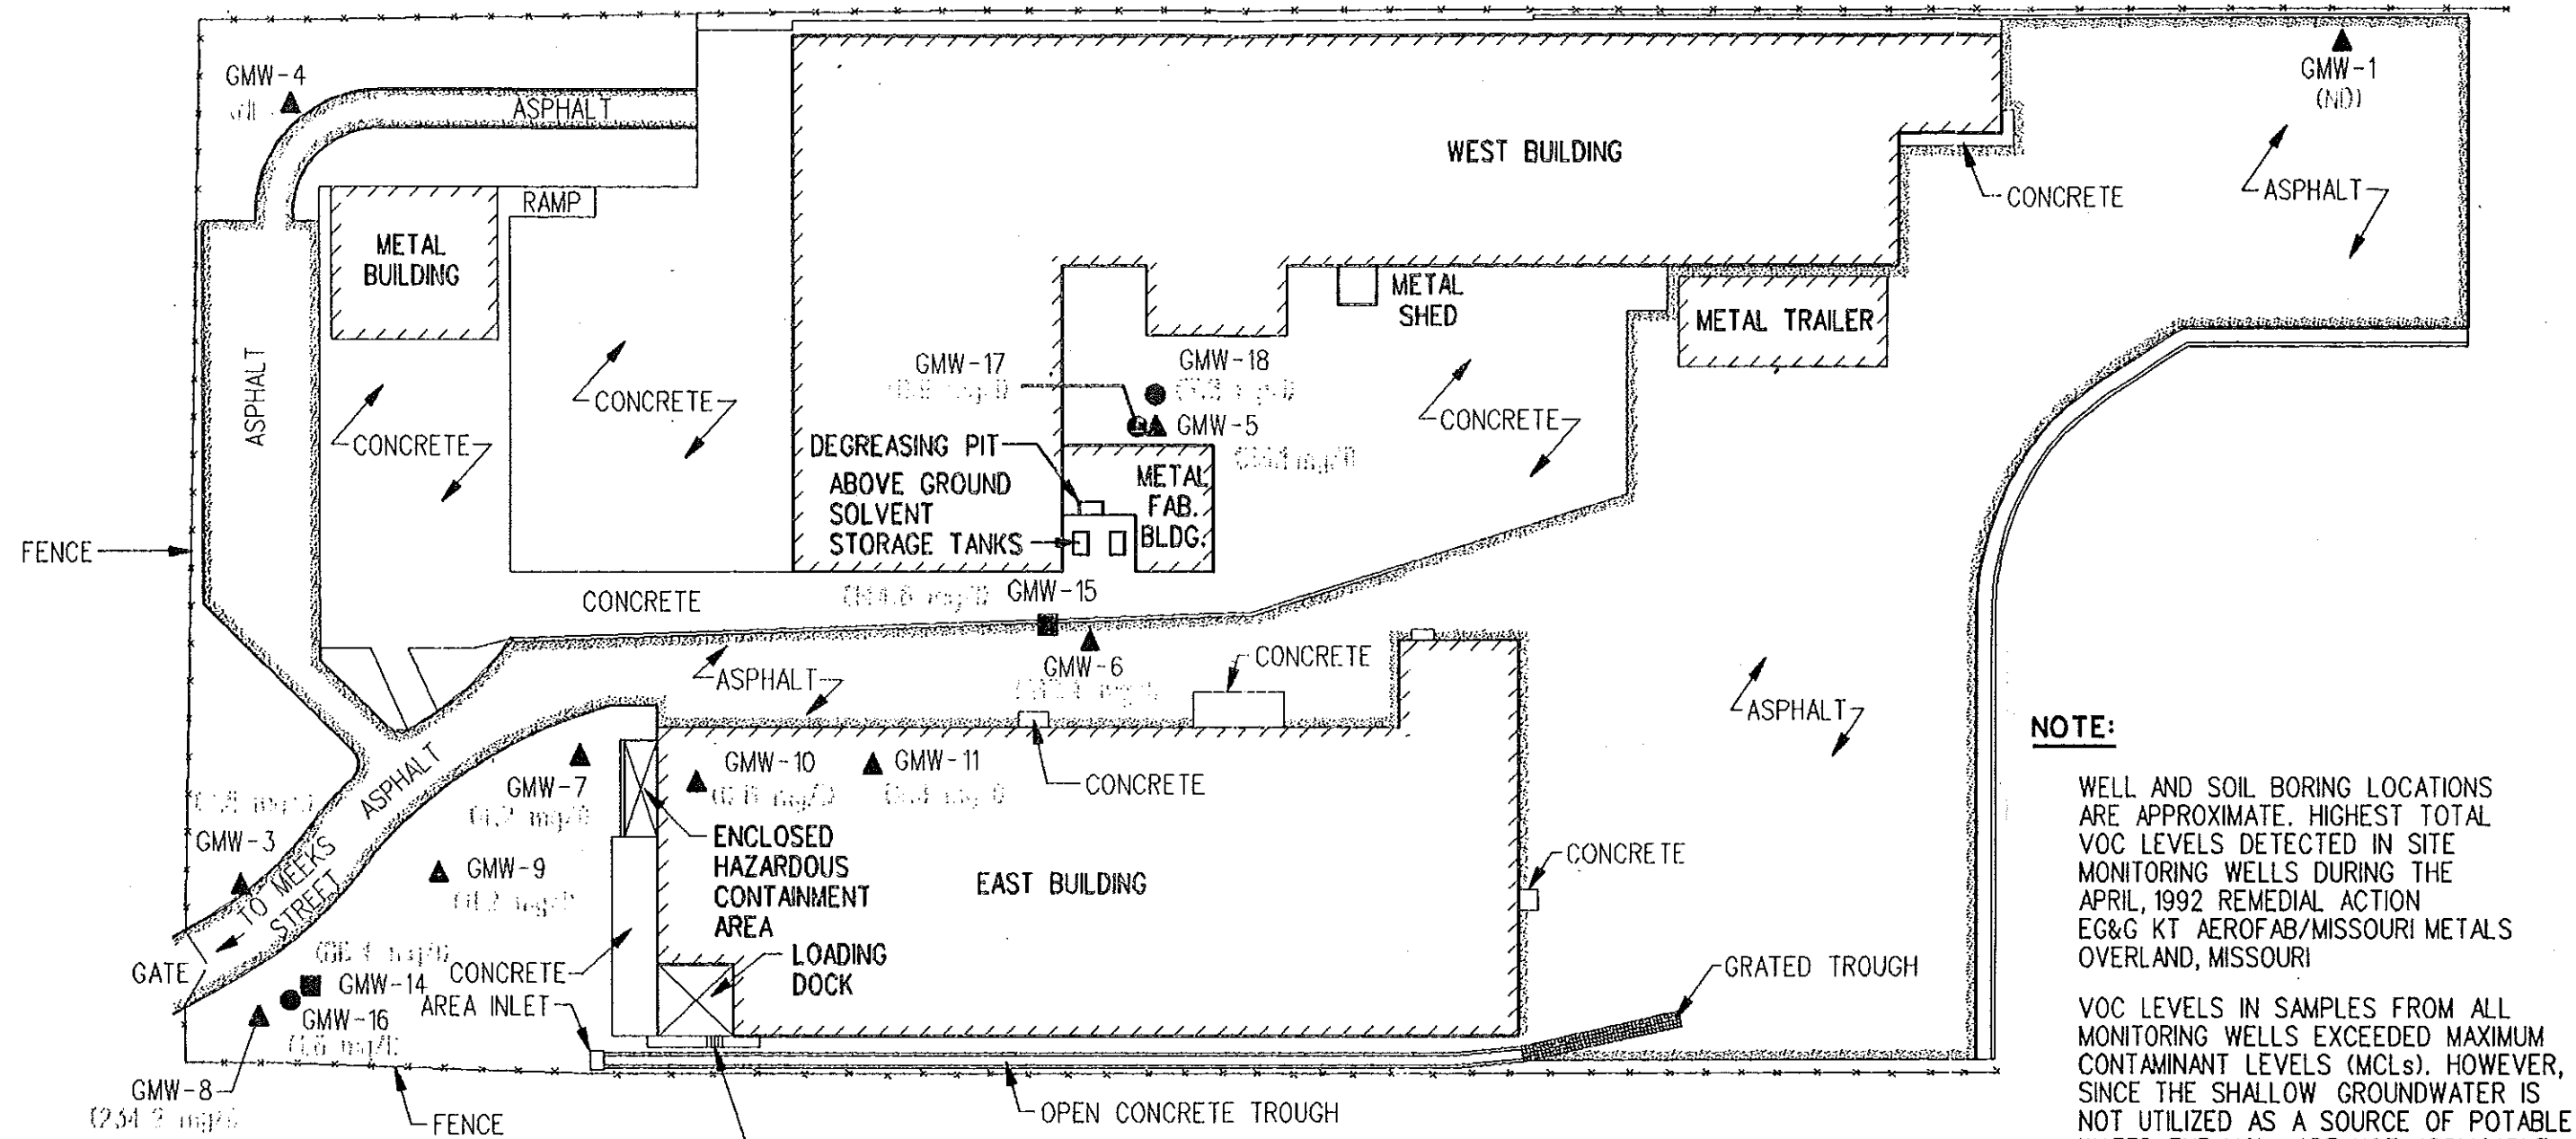 GMW-4
ASPHALT
GMW-1
(ND)
WEST BUILDING
CONCRETE
ASPHALT
RAMP
METAL
BUILDING
METAL
SHED
METAL TRAILER
ASPHALT
GMW-17
GMW-18
CONCRETE
CONCRETE
CONCRETE
GMW-5
DEGREASING PIT
ABOVE GROUND
SOLVENT
STORAGE TANKS
METAL
FAB.
BLDG.
FENCE
CONCRETE
GMW-15
GMW-6
CONCRETE
ASPHALT
ASPHALT
NOTE:
GMW-7
GMW-10
GMW-11
CONCRETE
ASPHALT
WELL AND SOIL BORING LOCATIONS
ARE APPROXIMATE. HIGHEST TOTAL
VOC LEVELS DETECTED IN SITE
MONITORING WELLS DURING THE
APRIL, 1992 REMEDIAL ACTION
EG&G KT AEROFAB/MISSOURI METALS
OVERLAND, MISSOURI
GMW-3
ENCLOSED
HAZARDOUS
CONTAINMENT
AREA
CONCRETE
GMW-9
EAST BUILDING
TO MEEKS
STREET
GATE
CONCRETE
LOADING
DOCK
GRATED TROUGH
GMW-14
AREA INLET
GMW-16
VOC LEVELS IN SAMPLES FROM ALL
MONITORING WELLS EXCEEDED MAXIMUM
CONTAMINANT LEVELS (MCLs). HOWEVER,
SINCE THE SHALLOW GROUNDWATER IS
NOT UTILIZED AS A SOURCE OF POTABLE
GMW-8
FENCE
OPEN CONCRETE TROUGH